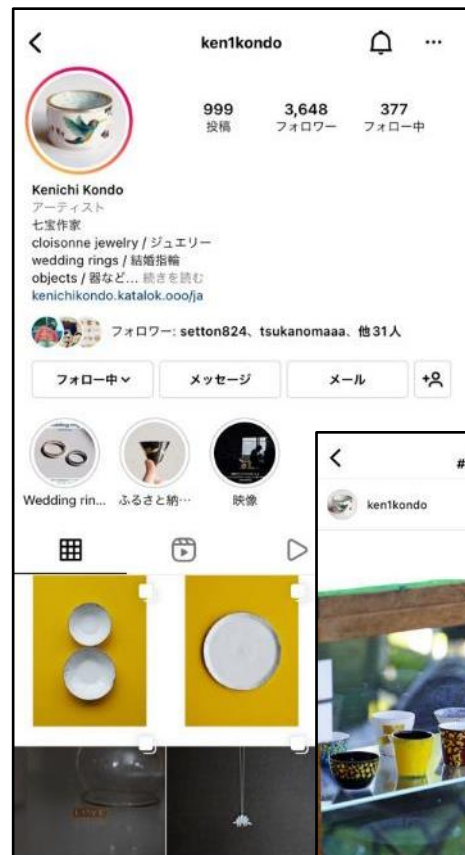 ken1kondo
999
3,648
377
投稿
フォロワー
フォロー中
Kenichi Kondo
アーティスト
七宝作家
cloisonne jewelry / ジュエリー
wedding rings / 結婚指輪
objects / 器など... 続きを読む
kenichikondo.katalok.ooo/ja
フォロワー: setton824、tsukanomaaa、他31人
フォロー中
メッセージ
メール
Wedding rin...
ふるさと納…
映像
#
ken1kondo